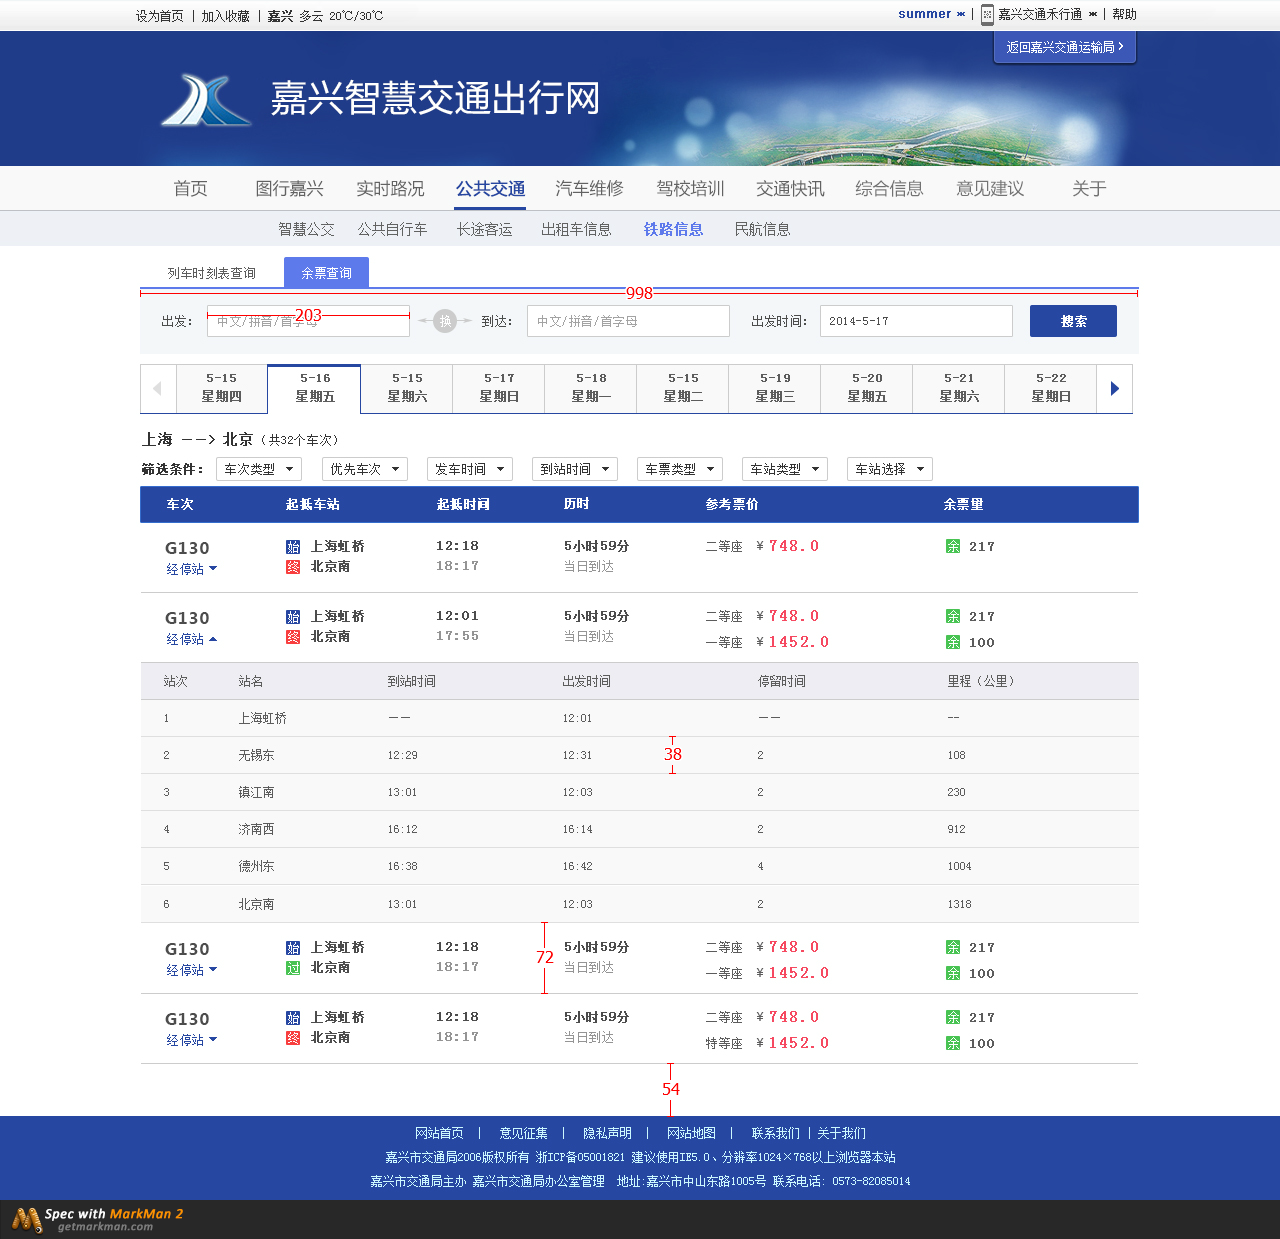 设为首页 | 加入收藏 | 嘉兴 多云 20℃/30℃
summer | 嘉兴交通禾行通 | 帮助
返回嘉兴交通运输局 >
嘉兴智慧交通出行网
首页 图行嘉兴 实时路况 公共交通 汽车维修 驾校培训 交通快讯 综合信息 意见建议 关于
智慧公交 公共自行车 长途客运 出租车信息 铁路信息 民航信息
列车时刻表查询 余票查询
998
出发: 中文/拼音/首字母 203 换 到达: 中文/拼音/首字母 出发时间: 2014-5-17 搜索
5-15 5-16 5-15 5-17 5-18 5-15 5-19 5-20 5-21 5-22
星期四 星期五 星期六 星期日 星期一 星期二 星期三 星期五 星期六 星期日
上海 －－> 北京（共32个车次）
筛选条件: 车次类型 优先车次 发车时间 到站时间 车票类型 车站类型 车站选择
车次 起抵车站 起抵时间 历时 参考票价 余票量
G130 始 上海虹桥 12:18 5小时59分 二等座 ¥ 748.0 余 217
经停站 终 北京南 18:17 当日到达
G130 始 上海虹桥 12:01 5小时59分 二等座 ¥ 748.0 余 217
经停站 终 北京南 17:55 当日到达 一等座 ¥ 1452.0 余 100
站次 站名 到站时间 出发时间 停留时间 里程（公里）
1 上海虹桥 －－ 12:01 －－ --
2 无锡东 12:29 12:31 38 2 108
3 镇江南 13:01 12:03 2 230
4 济南西 16:12 16:14 2 912
5 德州东 16:38 16:42 4 1004
6 北京南 13:01 12:03 2 1318
G130 始 上海虹桥 12:18 5小时59分 二等座 ¥ 748.0 余 217
经停站 过 北京南 18:17 72 当日到达 一等座 ¥ 1452.0 余 100
G130 始 上海虹桥 12:18 5小时59分 二等座 ¥ 748.0 余 217
经停站 终 北京南 18:17 当日到达 特等座 ¥ 1452.0 余 100
54
网站首页 | 意见征集 | 隐私声明 | 网站地图 | 联系我们 | 关于我们
嘉兴市交通局2006版权所有 浙ICP备05001821 建议使用IE5.0、分辨率1024×768以上浏览器本站
嘉兴市交通局主办 嘉兴市交通局办公室管理 地址:嘉兴市中山东路1005号 联系电话: 0573-82085014
Spec with MarkMan 2
getmarkman.com